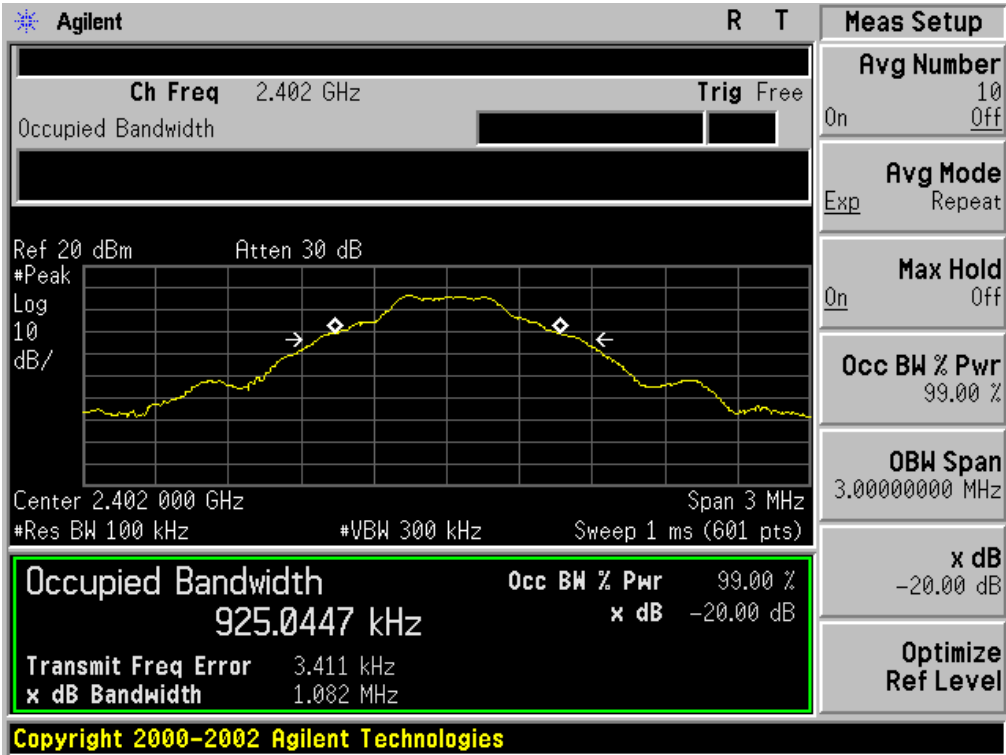 Agilent R T Meas Setup
Ch Freq 2.402 GHz Trig Free
Occupied Bandwidth
Ref 20 dBm Atten 30 dB
#Peak
Log
10
dB/
Center 2.402 000 GHz Span 3 MHz
#Res BW 100 kHz #VBW 300 kHz Sweep 1 ms (601 pts)
Occupied Bandwidth Occ BW % Pwr 99.00 %
925.0447 kHz x dB -20.00 dB
Transmit Freq Error 3.411 kHz
x dB Bandwidth 1.082 MHz
Avg Number
10
On Off
Avg Mode
Exp Repeat
Max Hold
On Off
Occ BW % Pwr
99.00 %
OBW Span
3.00000000 MHz
x dB
-20.00 dB
Optimize
Ref Level
Copyright 2000-2002 Agilent Technologies